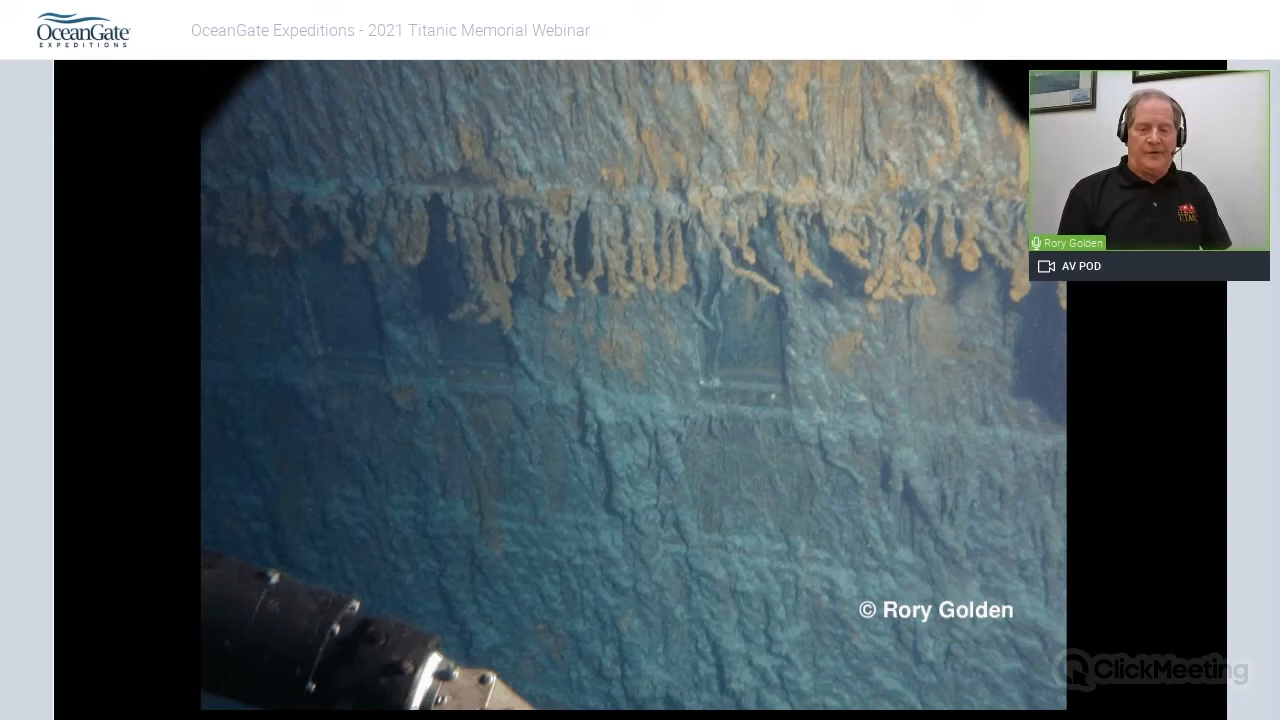 OceanGate
EXPEDITIONS
OceanGate Expeditions - 2021 Titanic Memorial Webinar
Rory Golden
AV POD
© Rory Golden
ClickMeeting